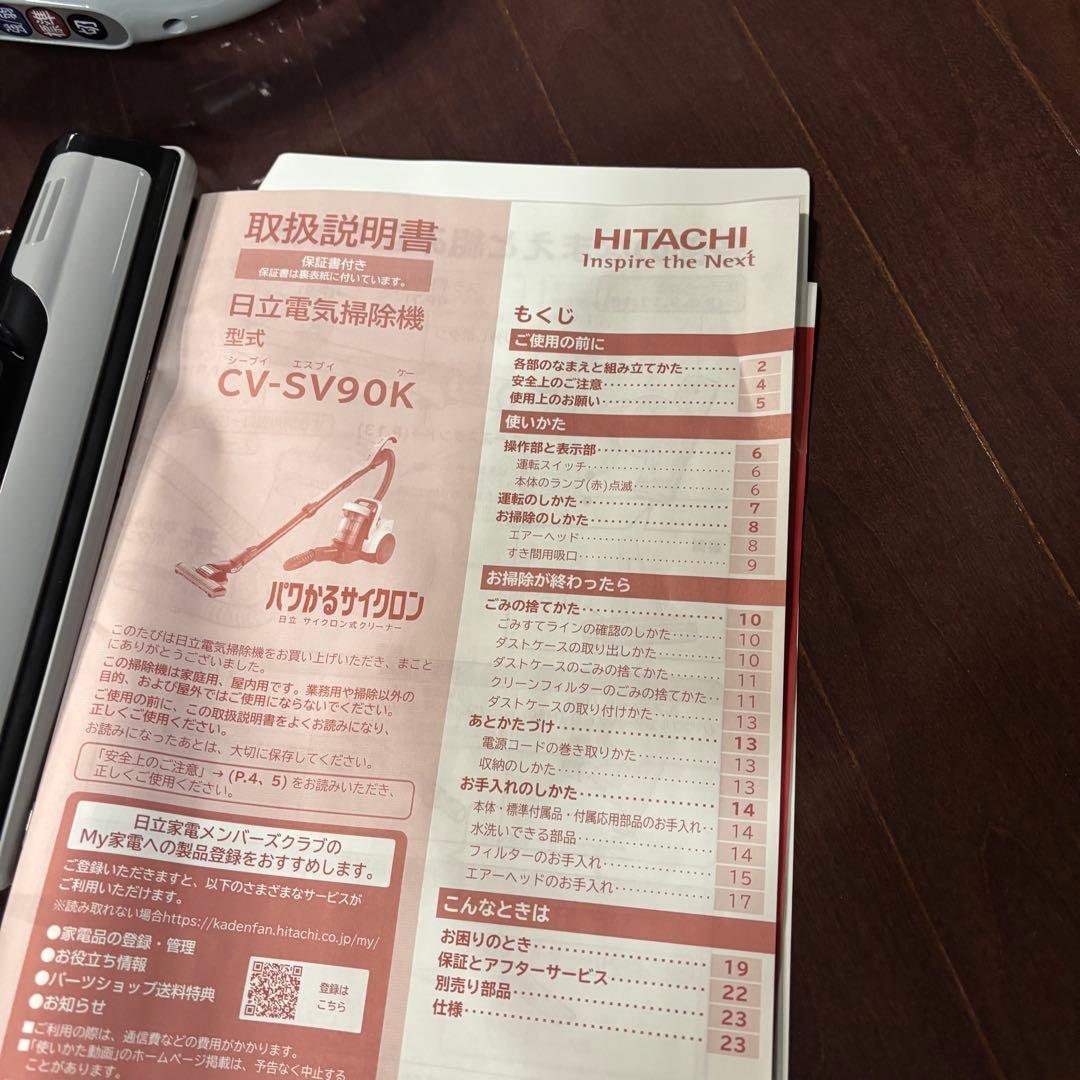 強
標準
切
取扱説明書
保証書付き
保証書は裏表紙に付いています。
日立電気掃除機
型式
シーブイ エスブイ ケー
CV-SV90K
パワかるサイクロン
日立 サイクロン式クリーナー
このたびは日立電気掃除機をお買い上げいただき、まこと
にありがとうございました。
この掃除機は家庭用、屋内用です。業務用や掃除以外の
目的、および屋外ではご使用にならないでください。
ご使用の前に、この取扱説明書をよくお読みになり、
正しくご使用ください。
お読みになったあとは、大切に保存してください。
「安全上のご注意」→(P.4、5)をお読みいただき、
正しくご使用ください。
日立家電メンバーズクラブの
My家電への製品登録をおすすめします。
ご登録いただきますと、以下のさまざまなサービスが
ご利用いただけます。
※読み取れない場合https://kadenfan.hitachi.co.jp/my/
●家電品の登録・管理
●お役立ち情報
●パーツショップ送料特典
●お知らせ
登録は
こちら
■ご利用の際は、通信費などの費用がかかります。
■「使いかた動画」のホームページ掲載は、予告なく中止する
ことがあります。
HITACHI
Inspire the Next
もくじ
ご使用の前に
各部のなまえと組み立てかた‥‥‥2
安全上のご注意‥‥‥4
使用上のお願い‥‥‥5
使いかた
操作部と表示部‥‥‥6
運転スイッチ‥‥‥6
本体のランプ(赤)点滅‥‥‥6
運転のしかた‥‥‥7
お掃除のしかた‥‥‥8
エアーヘッド‥‥‥8
すき間用吸口‥‥‥9
お掃除が終わったら
ごみの捨てかた‥‥‥10
ごみすてラインの確認のしかた‥‥‥10
ダストケースの取り出しかた‥‥‥10
ダストケースのごみの捨てかた‥‥‥11
クリーンフィルターのごみの捨てかた‥‥11
ダストケースの取り付けかた‥‥‥13
あとかたづけ‥‥‥13
電源コードの巻き取りかた‥‥‥13
収納のしかた‥‥‥13
お手入れのしかた‥‥‥14
本体・標準付属品・付属応用部品のお手入れ‥14
水洗いできる部品‥‥‥14
フィルターのお手入れ‥‥‥15
エアーヘッドのお手入れ‥‥‥17
こんなときは
お困りのとき‥‥‥19
保証とアフターサービス‥‥‥22
別売り部品‥‥‥23
仕様‥‥‥23